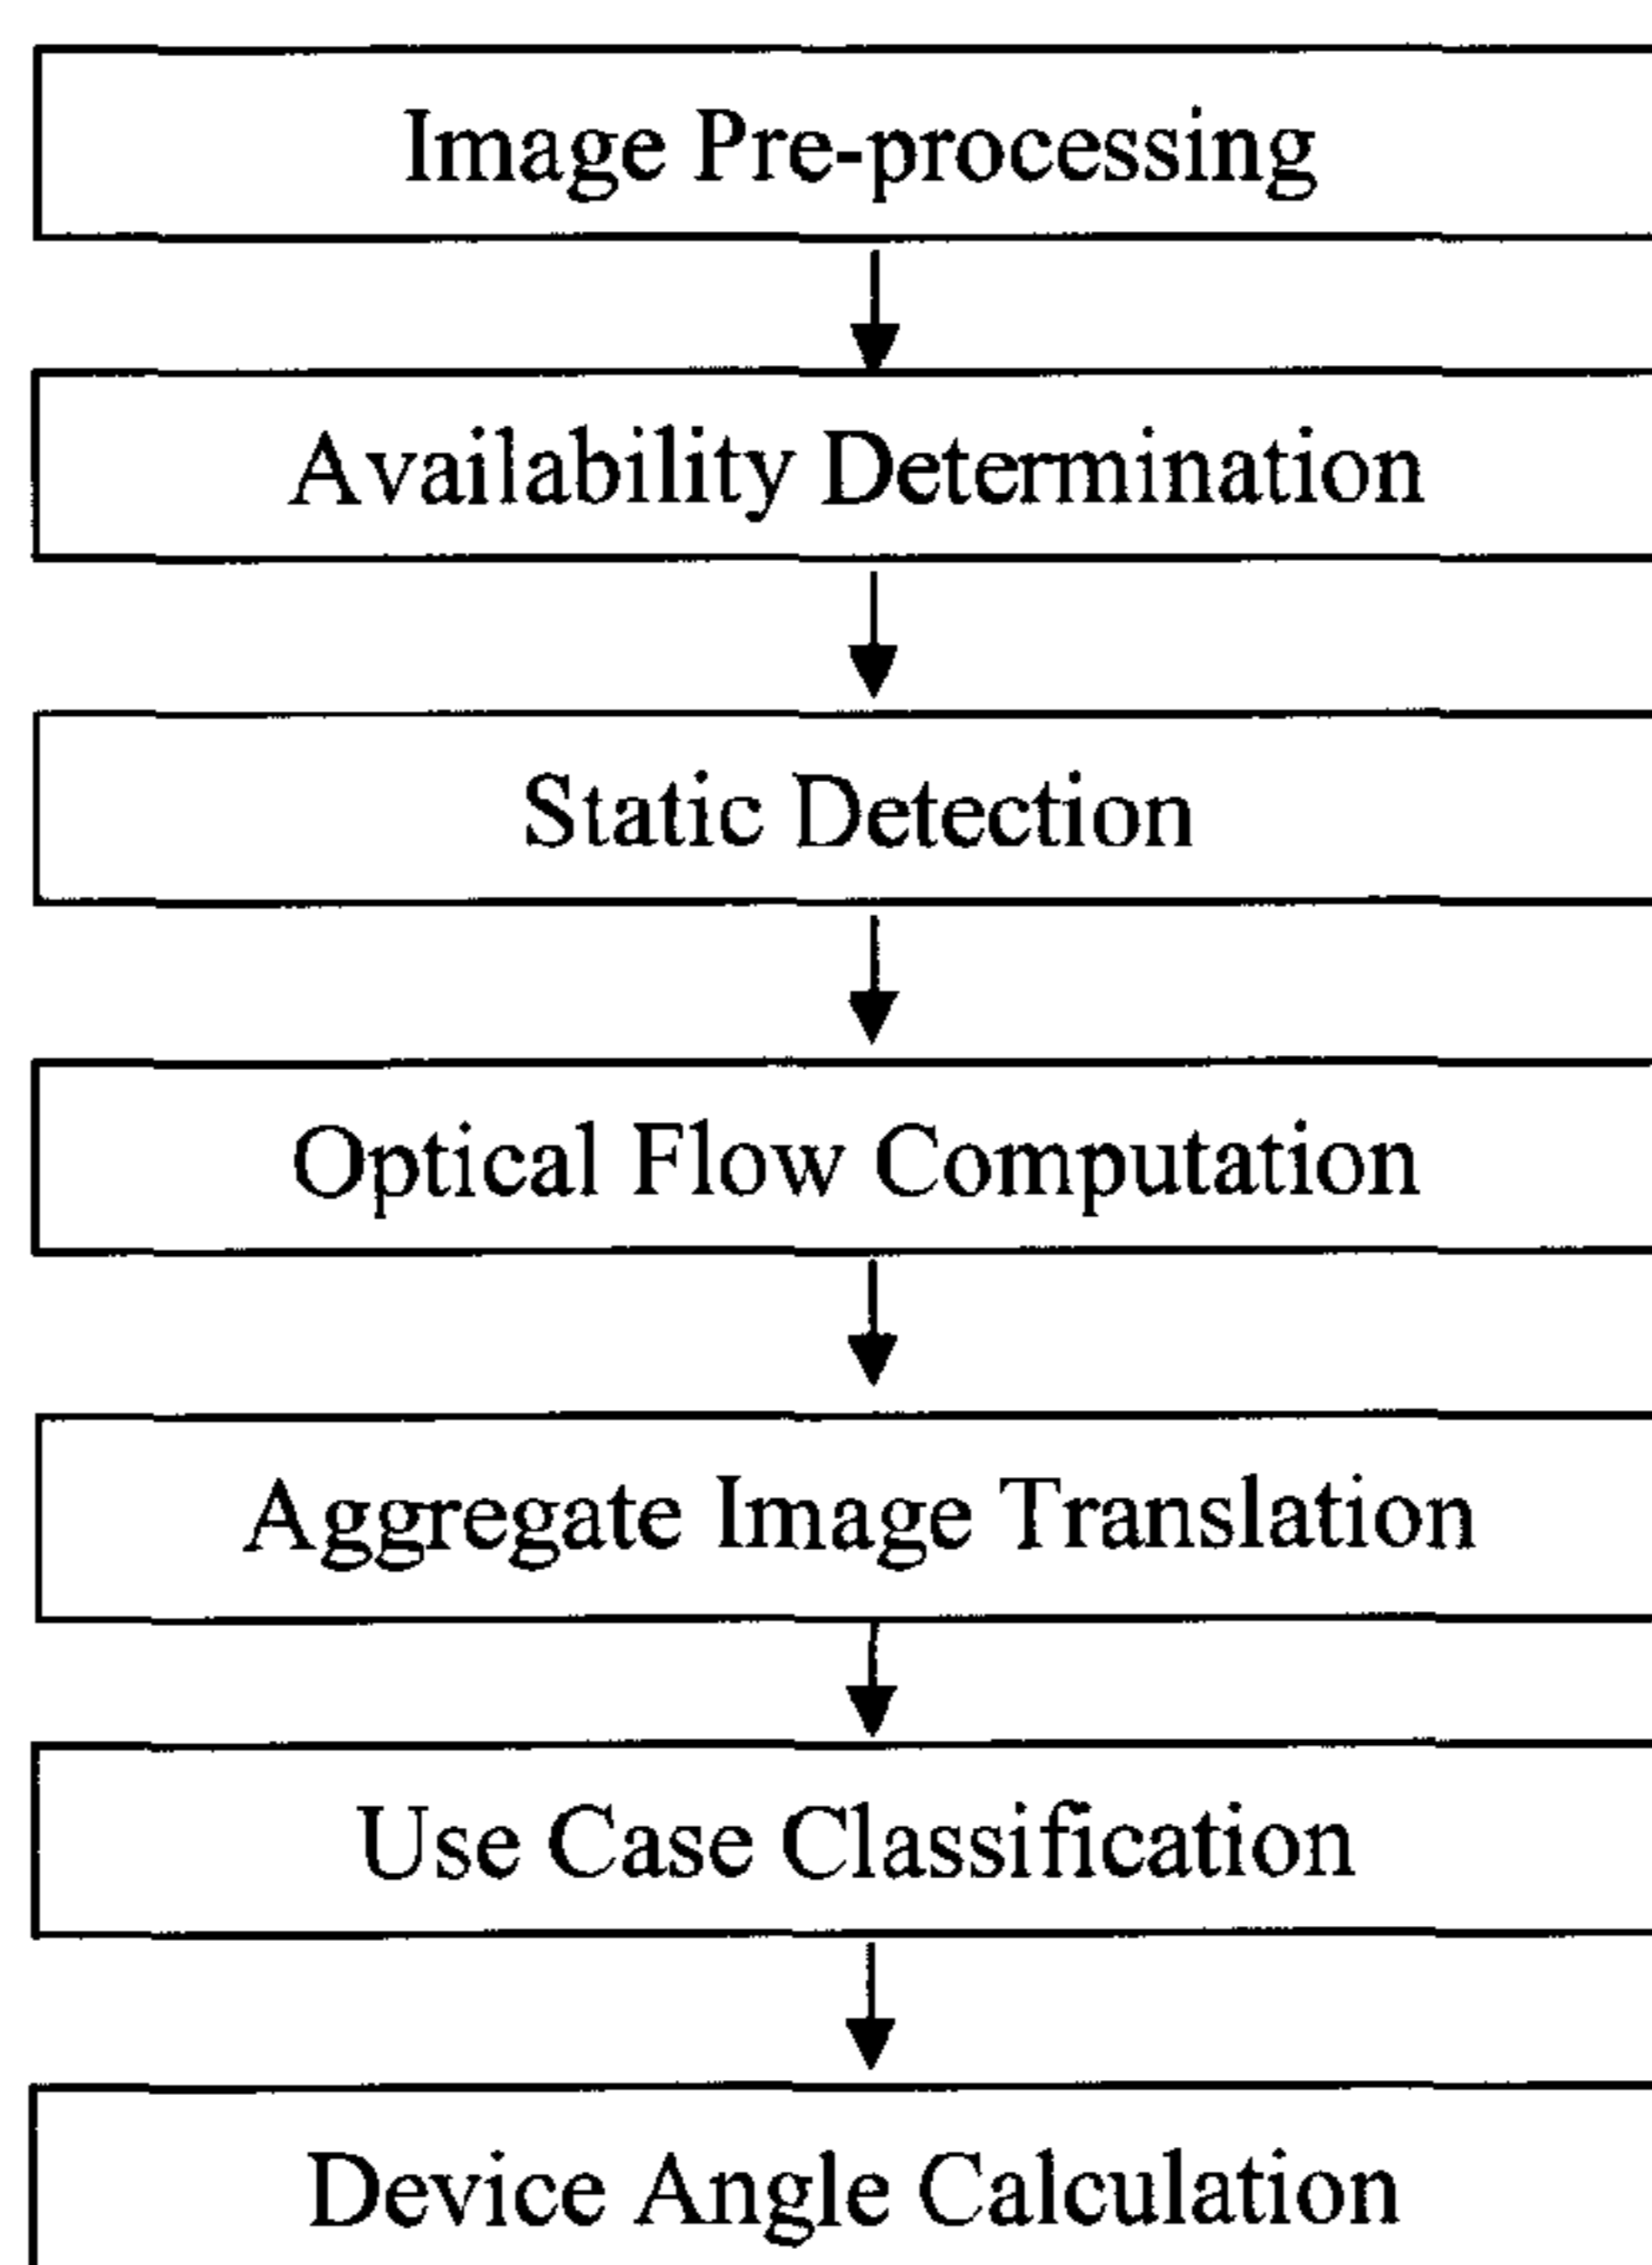 Image Pre-processing
Availability Determination
Static Detection
Optical Flow Computation
Aggregate Image Translation
Use Case Classification
Device Angle Calculation